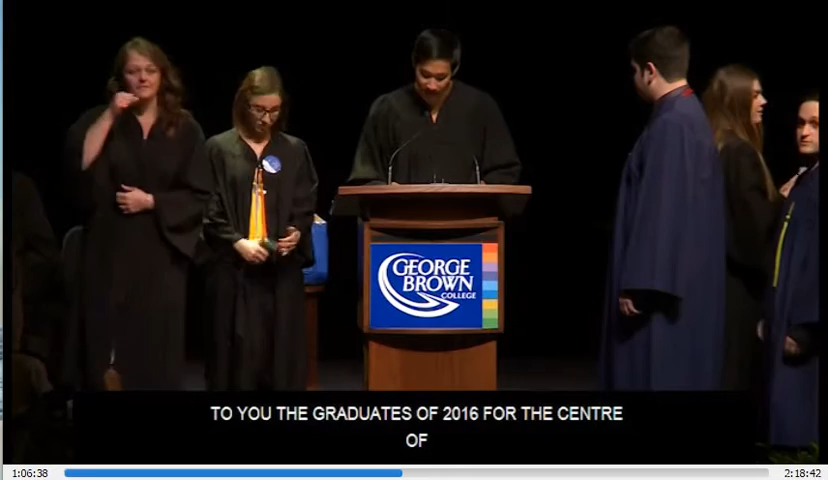 GEORGE
BROWN
COLLEGE
TO YOU THE GRADUATES OF 2016 FOR THE CENTRE
OF
1:06:38
2:18:42